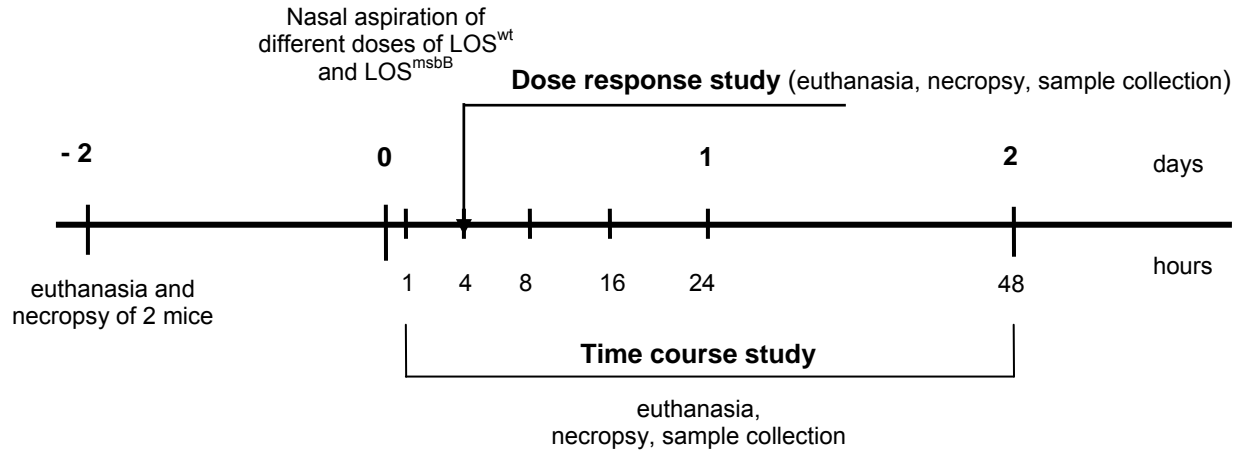 Nasal aspiration of
different doses of LOS^wt
and LOS^msbB
Dose response study (euthanasia, necropsy, sample collection)
- 2 0 1 2 days
1 4 8 16 24 48 hours
euthanasia and
necropsy of 2 mice
Time course study
euthanasia,
necropsy, sample collection